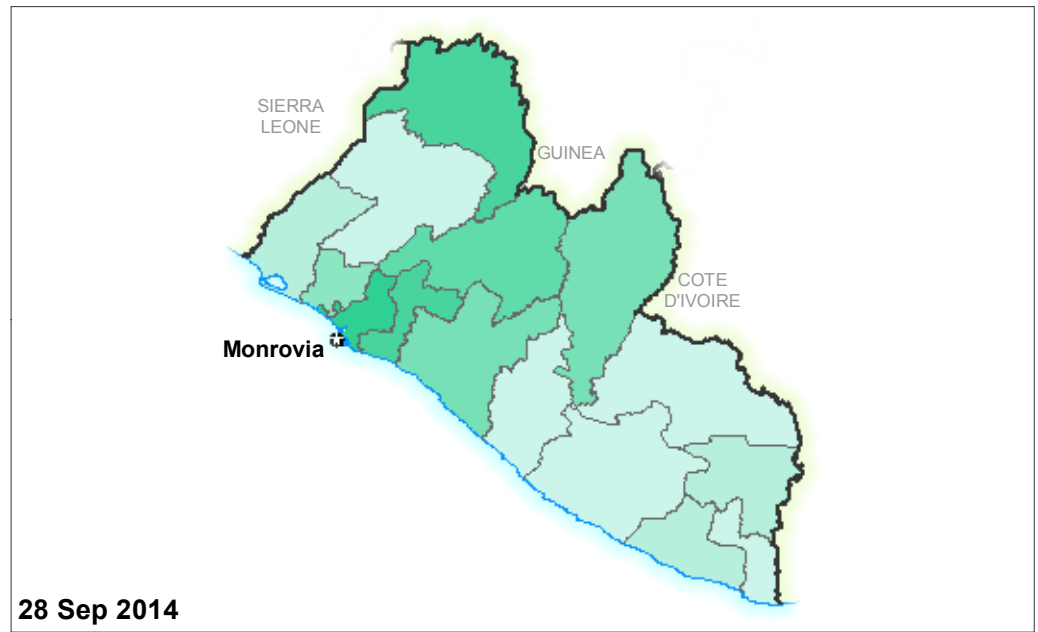 SIERRA
LEONE
GUINEA
COTE
D'IVOIRE
Monrovia
28 Sep 2014